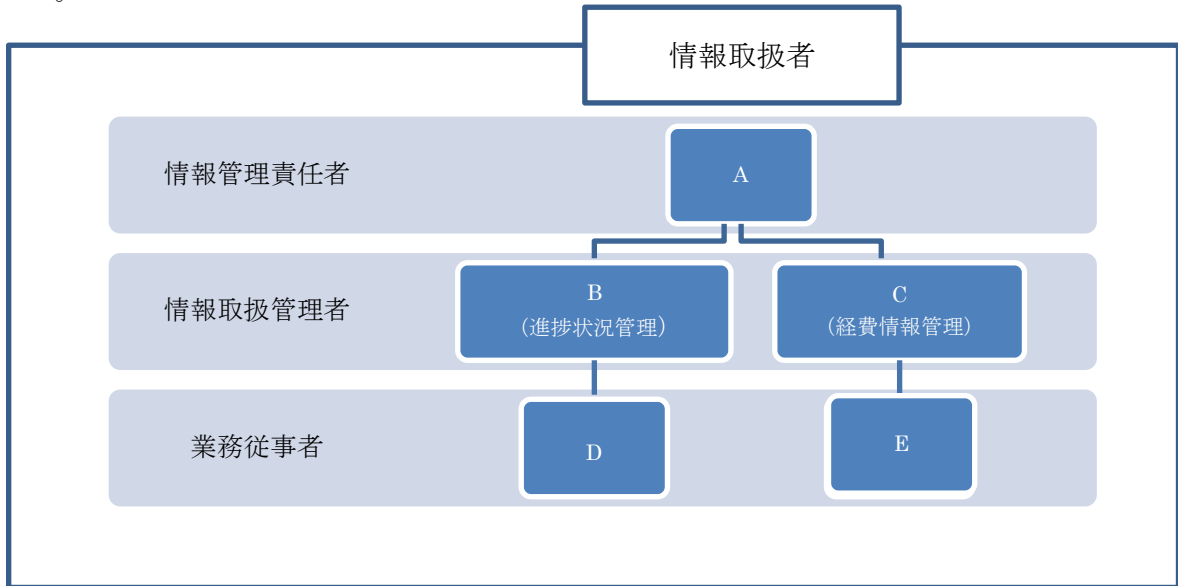 。
情報取扱者
情報管理責任者
A
情報取扱管理者
B
（進捗状況管理）
C
（経費情報管理）
業務従事者
D
E